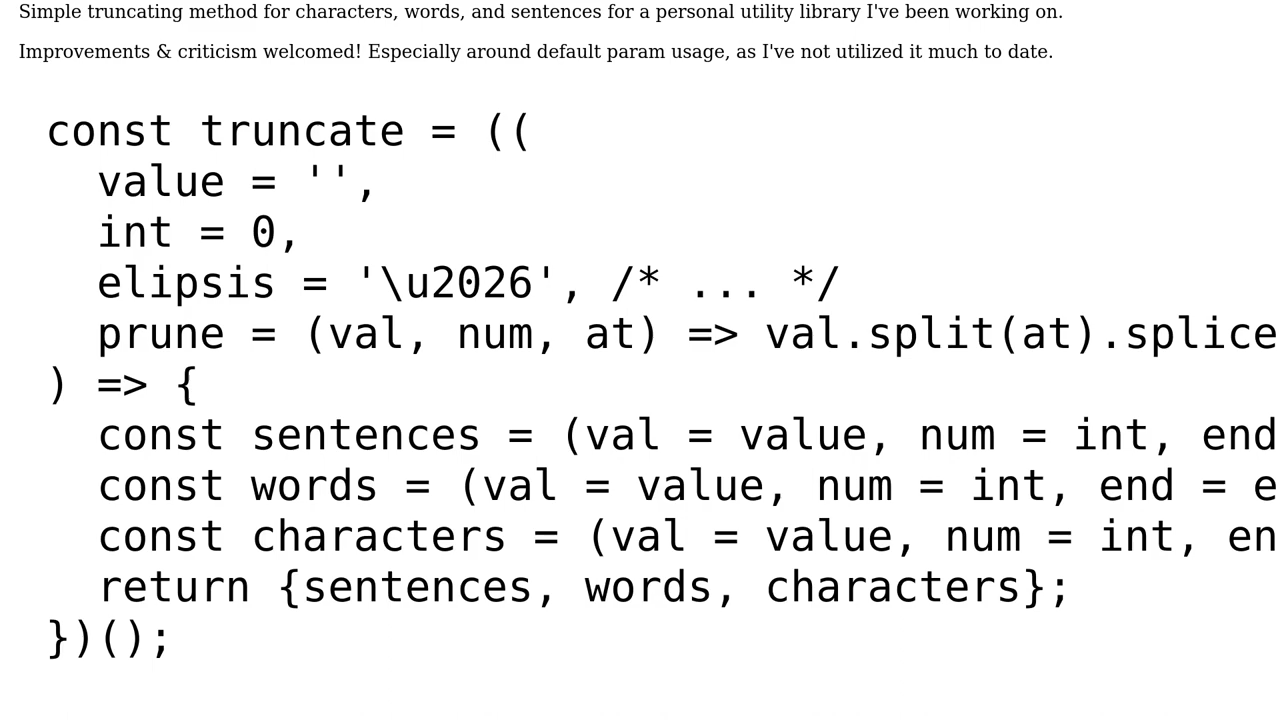 Simple truncating method for characters, words, and sentences for a personal utility library I've been working on.
Improvements & criticism welcomed! Especially around default param usage, as I've not utilized it much to date.
const truncate = ((
  value = '',
  int = 0,
  elipsis = '\u2026', /* ... */
  prune = (val, num, at) => val.split(at).splice
) => {
  const sentences = (val = value, num = int, end
  const words = (val = value, num = int, end = e
  const characters = (val = value, num = int, en
  return {sentences, words, characters};
})();